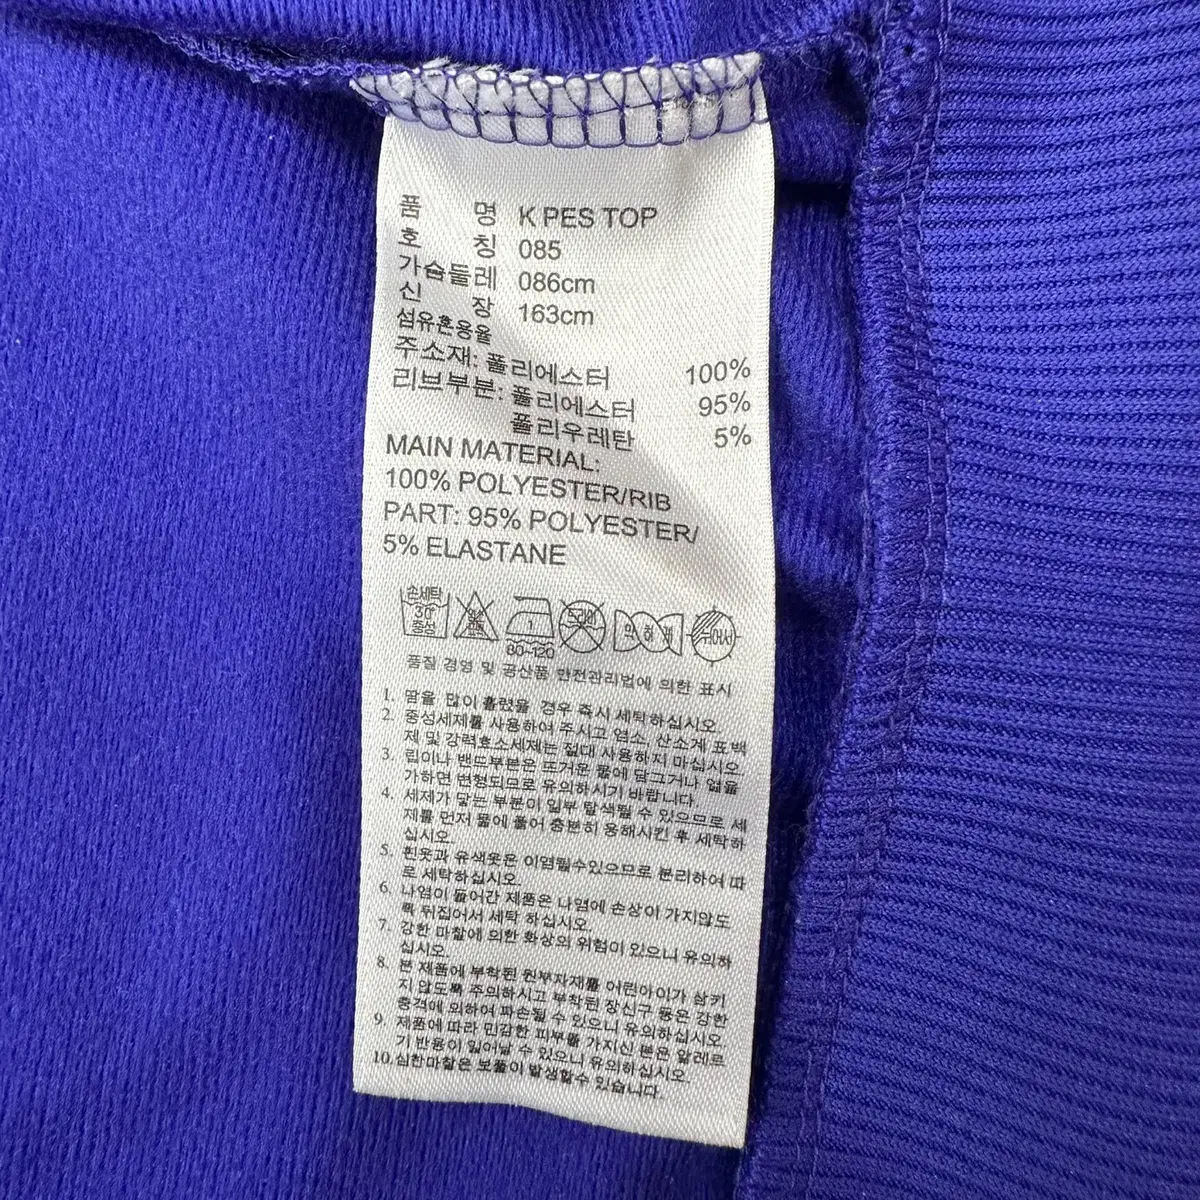 품 명 K PES TOP
호 칭 085
가슴둘레 086cm
신 장 163cm
섬유혼용율
주소재: 폴리에스터 100%
리브부분: 폴리에스터 95%
폴리우레탄 5%
MAIN MATERIAL:
100% POLYESTER/RIB
PART: 95% POLYESTER/
5% ELASTANE
손세탁
30° 중성
1
80~120
드라이
약하게
뉘어서
품질 경영 및 공산품 안전관리법에 의한 표시
1. 땀을 많이 흘렸을 경우 즉시 세탁하십시오.
2. 중성세제를 사용하여 주시고 염소, 산소계 표백
제 및 강력효소세제는 절대 사용하지 마십시오.
3. 립이나 밴드부분은 뜨거운 물에 담그거나 열을
가하면 변형되므로 유의하시기 바랍니다.
4. 세제가 닿는 부분이 일부 탈색될 수 있으므로 세
제를 먼저 물에 풀어 충분히 용해시킨 후 세탁하
십시오.
5. 흰옷과 유색옷은 이염될수있으므로 분리하여 따
로 세탁하십시오.
6. 나염이 들어간 제품은 나염에 손상이 가지않도
록 뒤집어서 세탁 하십시오.
7. 강한 마찰에 의한 화상의 위험이 있으니 유의하
십시오.
8. 본 제품에 부착된 원부자재를 어린아이가 삼키
지 않도록 주의하시고 부착된 장신구 등은 강한
충격에 의하여 파손될 수 있으니 유의하십시오.
9. 제품에 따라 민감한 피부를 가지신 분은 알레르
기 반응이 일어날 수 있으니 유의하십시오.
10.심한마찰은 보풀이 발생할수 있습니다.